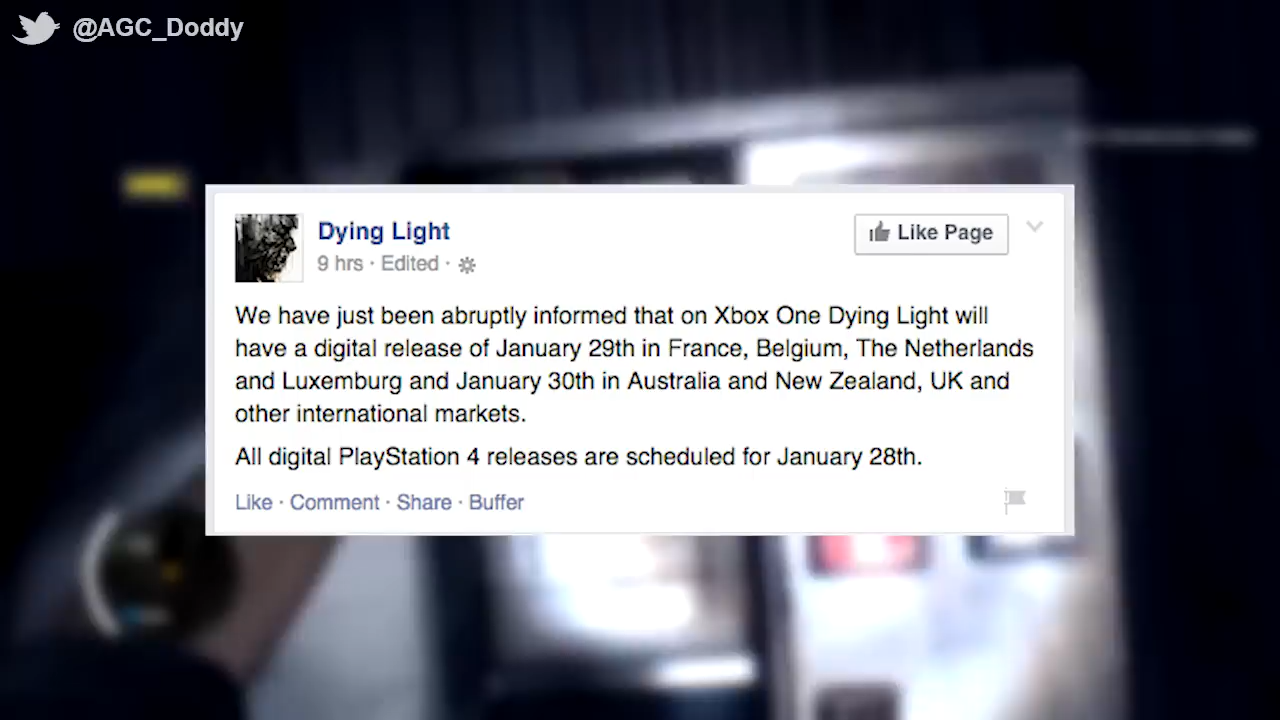 @AGC_Doddy
Dying Light
Like Page
9 hrs · Edited ·
We have just been abruptly informed that on Xbox One Dying Light will
have a digital release of January 29th in France, Belgium, The Netherlands
and Luxemburg and January 30th in Australia and New Zealand, UK and
other international markets.
All digital PlayStation 4 releases are scheduled for January 28th.
Like · Comment · Share · Buffer